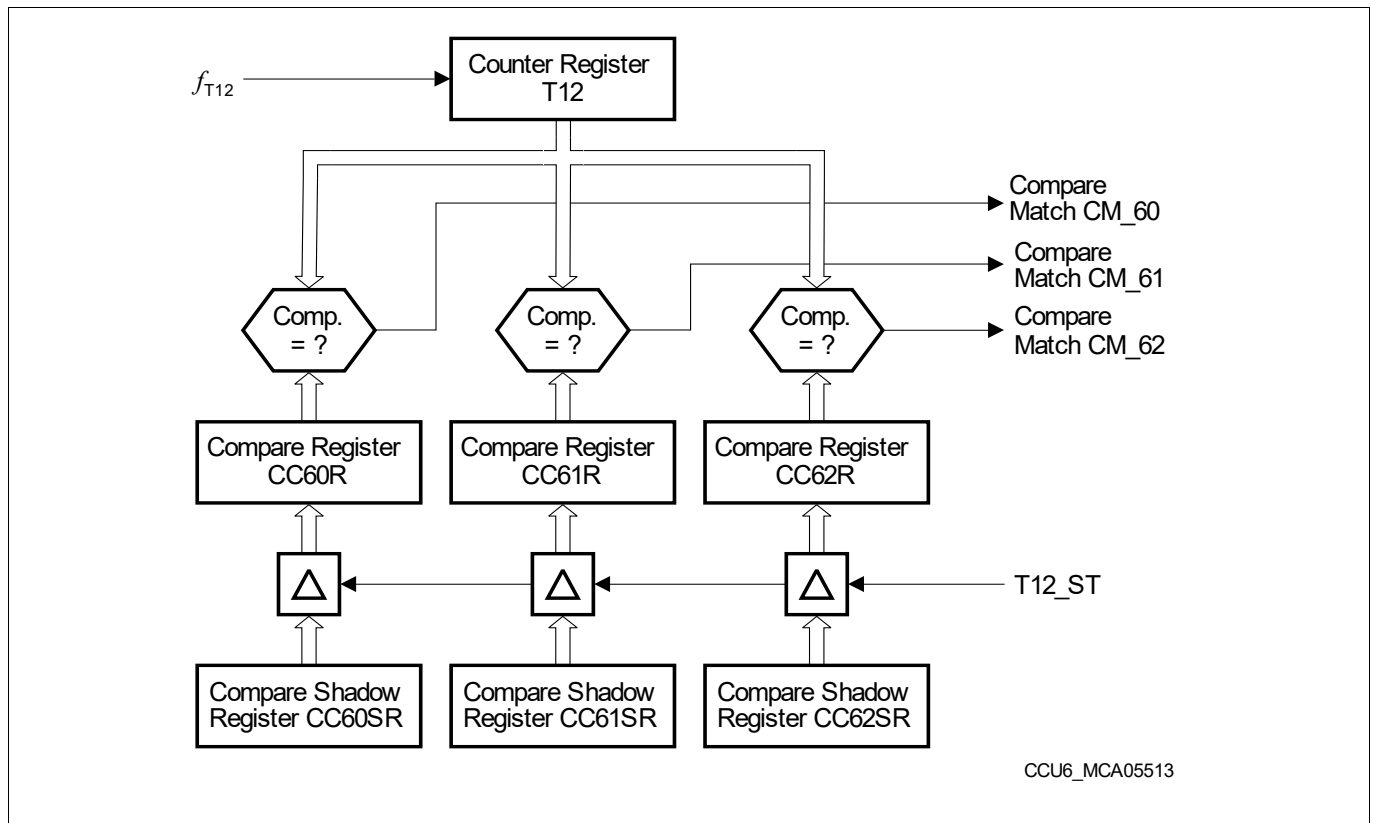 Counter Register
T12
fT12
Compare
Match CM_60
Compare
Match CM_61
Compare
Match CM_62
Comp.
= ?
Comp.
= ?
Comp.
= ?
Compare Register
CC60R
Compare Register
CC61R
Compare Register
CC62R
T12_ST
Compare Shadow
Register CC60SR
Compare Shadow
Register CC61SR
Compare Shadow
Register CC62SR
CCU6_MCA05513